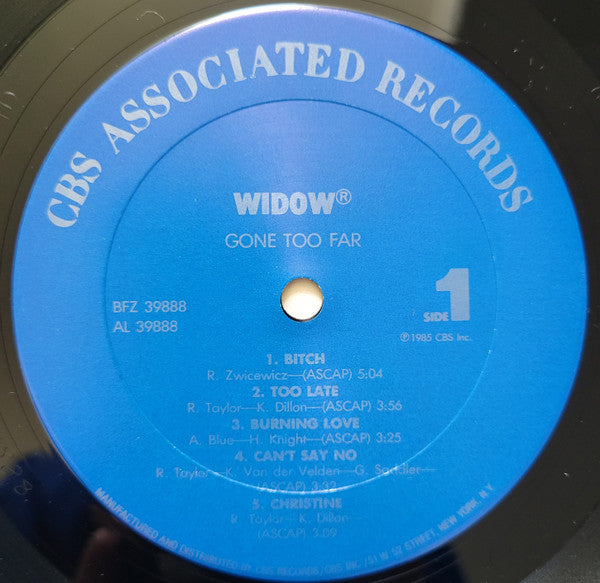 CBS ASSOCIATED RECORDS
WIDOW®
GONE TOO FAR
BFZ 39888
AL 39888
SIDE 1
℗1985 CBS Inc.
1. BITCH
R. Zwicewicz—(ASCAP) 5:04
2. TOO LATE
R. Taylor—K. Dillon—(ASCAP) 3:56
3. BURNING LOVE
A. Blue—H. Knight—(ASCAP) 3:25
4. CAN'T SAY NO
R. Taylor—K. Van der Velden—G. Saddler—
(ASCAP) 3:32
5. CHRISTINE
R. Taylor—K. Dillon—
(ASCAP) 3:09
MANUFACTURED AND DISTRIBUTED BY CBS RECORDS/CBS INC./51 W. 52 STREET, NEW YORK, N.Y.